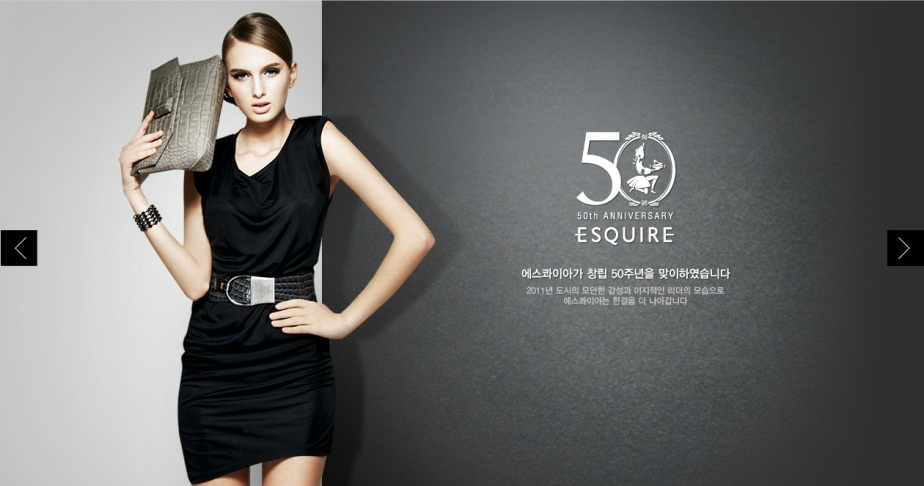 50
50th ANNIVERSARY
ESQUIRE
에스콰이아가 창립 50주년을 맞이하였습니다
2011년 도시의 모던한 감성과 이지적인 리더의 모습으로
에스콰이아는 한걸음 더 나아갑니다